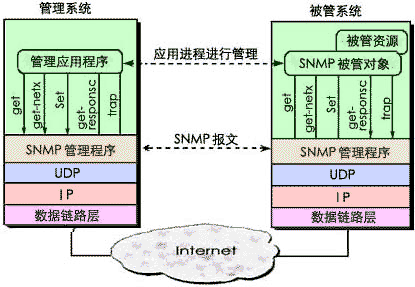 管理系统
被管系统
管理应用程序
应用进程进行管理
被管资源
SNMP 被管对象
get
get-netx
Set
get-responsc
trap
get
get-netx
Set
get-responsc
trap
SNMP 管理程序
SNMP 报文
SNMP 管理程序
UDP
UDP
IP
IP
数据链路层
数据链路层
Internet